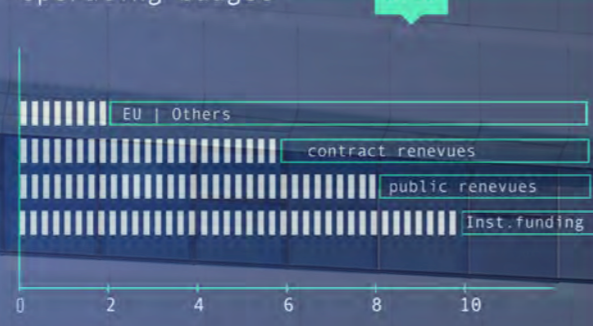 EU | Others
contract renevues
public renevues
Inst.funding
0 2 4 6 8 10